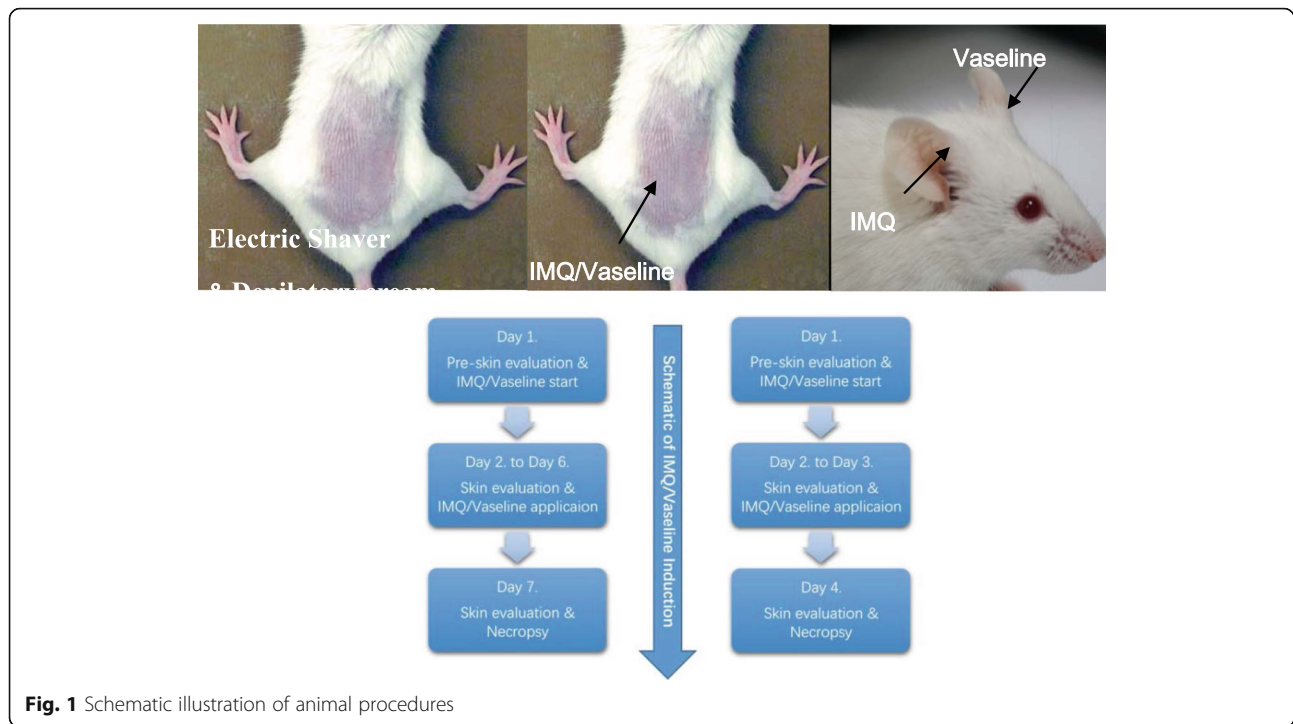 Electric Shaver
& Depilatory cream
IMQ/Vaseline
Vaseline
IMQ
Day 1.
Pre-skin evaluation &
IMQ/Vaseline start
Day 2. to Day 6.
Skin evaluation &
IMQ/Vaseline applicaion
Day 7.
Skin evaluation &
Necropsy
Schematic of IMQ/Vaseline Induction
Day 1.
Pre-skin evaluation &
IMQ/Vaseline start
Day 2. to Day 3.
Skin evaluation &
IMQ/Vaseline applicaion
Day 4.
Skin evaluation &
Necropsy
Fig. 1 Schematic illustration of animal procedures